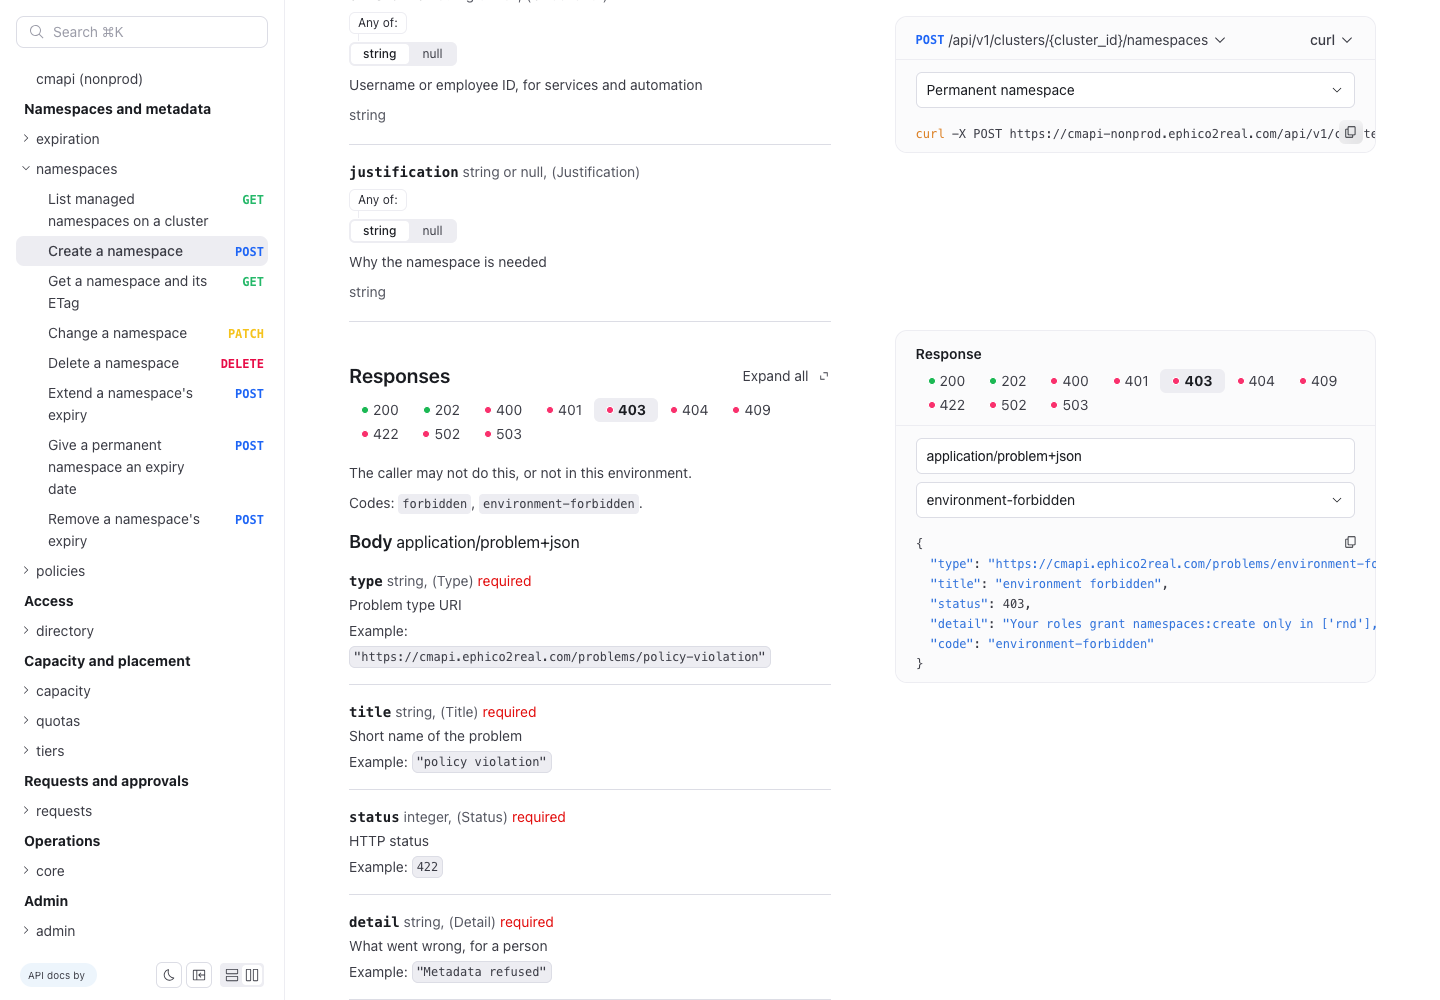 Search ⌘K
cmapi (nonprod)
Namespaces and metadata
expiration
namespaces
List managed namespaces on a cluster GET
Create a namespace POST
Get a namespace and its ETag GET
Change a namespace PATCH
Delete a namespace DELETE
Extend a namespace's expiry POST
Give a permanent namespace an expiry date POST
Remove a namespace's expiry POST
policies
Access
directory
Capacity and placement
capacity
quotas
tiers
Requests and approvals
requests
Operations
core
Admin
admin
API docs by
Any of:
string null
Username or employee ID, for services and automation
string
justification string or null, (Justification)
Any of:
string null
Why the namespace is needed
string
Responses Expand all
200 202 400 401 403 404 409
422 502 503
The caller may not do this, or not in this environment.
Codes: forbidden, environment-forbidden.
Body application/problem+json
type string, (Type) required
Problem type URI
Example:
"https://cmapi.ephico2real.com/problems/policy-violation"
title string, (Title) required
Short name of the problem
Example: "policy violation"
status integer, (Status) required
HTTP status
Example: 422
detail string, (Detail) required
What went wrong, for a person
Example: "Metadata refused"
POST /api/v1/clusters/{cluster_id}/namespaces curl
Permanent namespace
curl -X POST https://cmapi-nonprod.ephico2real.com/api/v1/
Response
200 202 400 401 403 404 409
422 502 503
application/problem+json
environment-forbidden
{
"type": "https://cmapi.ephico2real.com/problems/environment-fo
"title": "environment forbidden",
"status": 403,
"detail": "Your roles grant namespaces:create only in ['rnd'],
"code": "environment-forbidden"
}